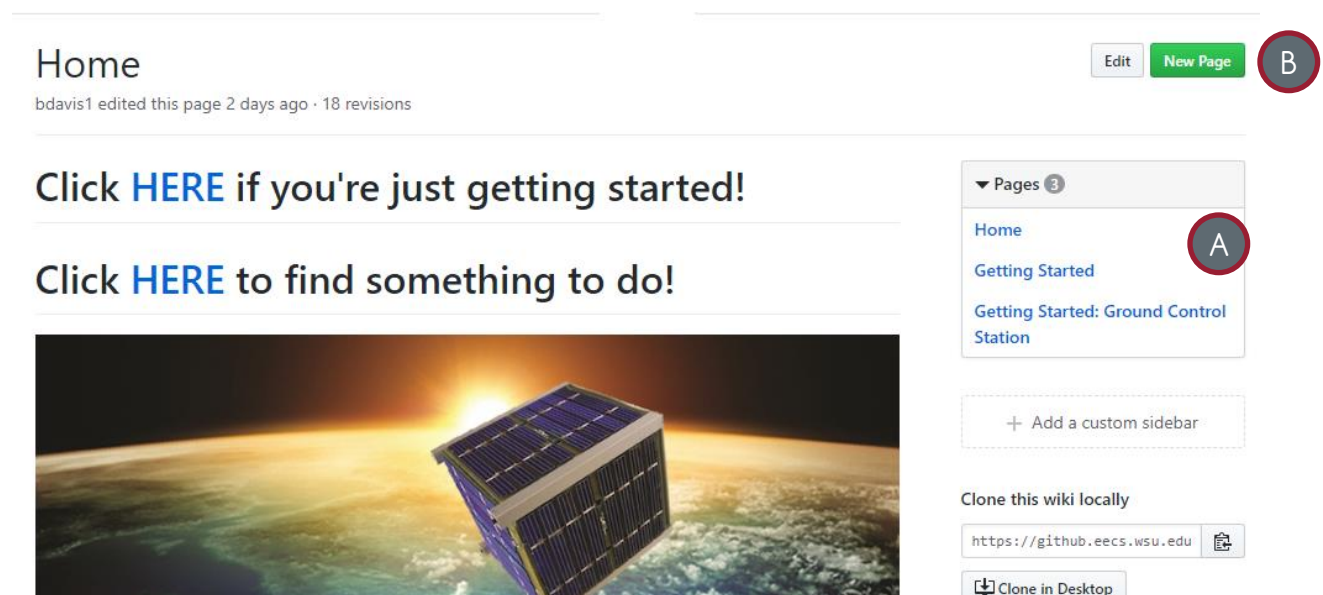 Home
Edit
New Page
B
bdavis1 edited this page 2 days ago · 18 revisions
Click HERE if you're just getting started!
Click HERE to find something to do!
Pages 3
Home
A
Getting Started
Getting Started: Ground Control
Station
+ Add a custom sidebar
Clone this wiki locally
https://github.eecs.wsu.edu
Clone in Desktop